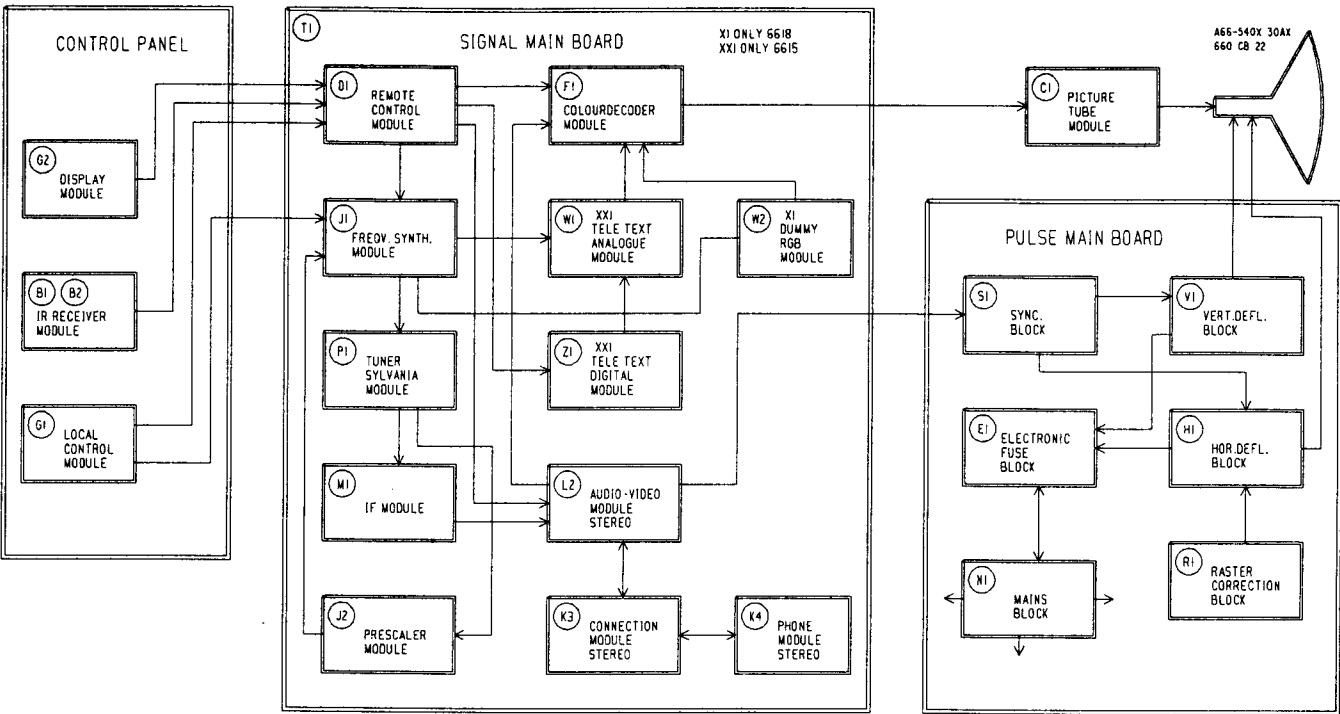 CONTROL PANEL
G2
DISPLAY
MODULE
B1
B2
IR RECEIVER
MODULE
G1
LOCAL
CONTROL
MODULE
T1
SIGNAL MAIN BOARD
X1 ONLY 6618
XX1 ONLY 6615
D1
REMOTE
CONTROL
MODULE
F1
COLOURDECODER
MODULE
J1
FREQV. SYNTH.
MODULE
W1
XX1
TELE TEXT
ANALOGUE
MODULE
W2
X1
DUMMY
RGB
MODULE
P1
TUNER
SYLVANIA
MODULE
Z1
XX1
TELE TEXT
DIGITAL
MODULE
M1
IF MODULE
L2
AUDIO-VIDEO
MODULE
STEREO
J2
PRESCALER
MODULE
K3
CONNECTION
MODULE
STEREO
K4
PHONE
MODULE
STEREO
C1
PICTURE
TUBE
MODULE
A66-540X 30AX
660 CB 22
PULSE MAIN BOARD
S1
SYNC.
BLOCK
V1
VERT.DEFL.
BLOCK
E1
ELECTRONIC
FUSE
BLOCK
H1
HOR.DEFL.
BLOCK
N1
MAINS
BLOCK
R1
RASTER
CORRECTION
BLOCK